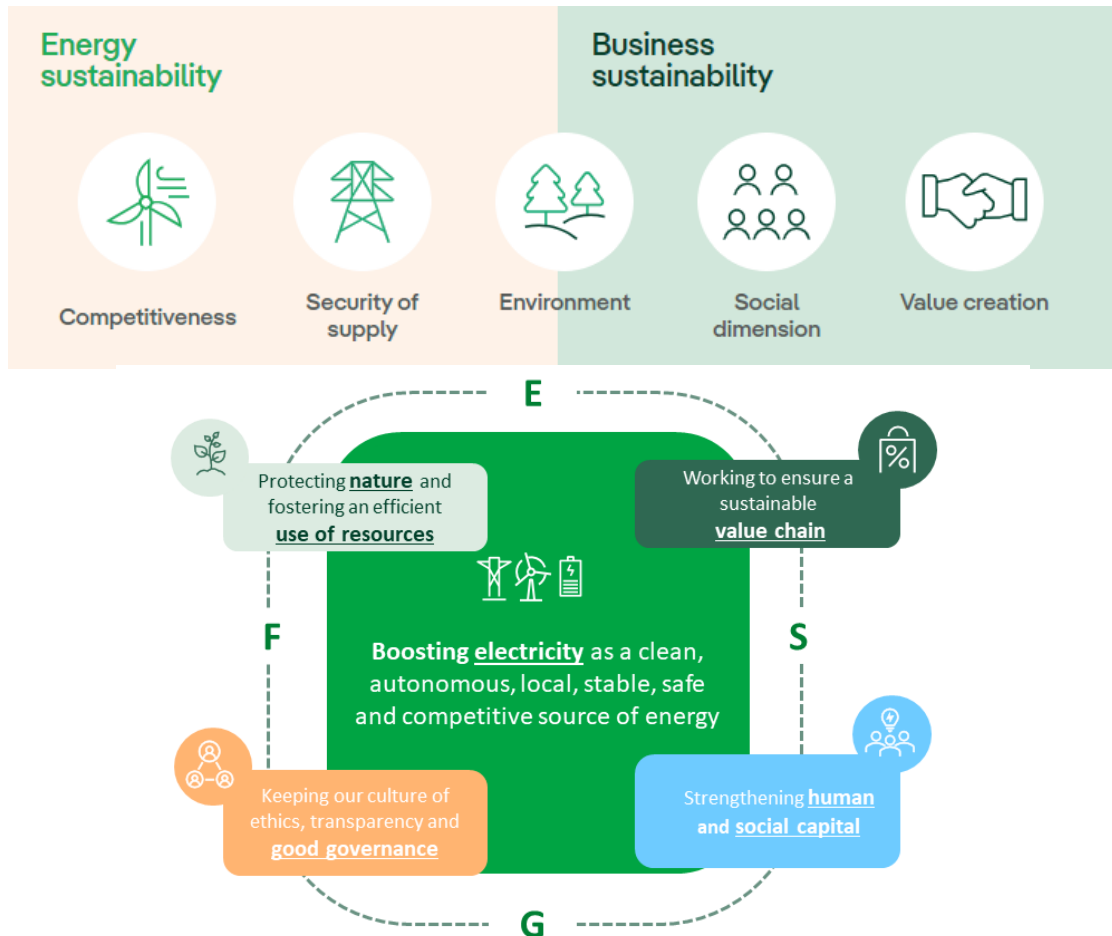 Energy
sustainability
Business
sustainability
Competitiveness
Security of
supply
Environment
Social
dimension
Value creation
E
Protecting nature and
fostering an efficient
use of resources
%
Working to ensure a
sustainable
value chain
F
S
Boosting electricity as a clean,
autonomous, local, stable, safe
and competitive source of energy
Keeping our culture of
ethics, transparency and
good governance
Strengthening human
and social capital
G